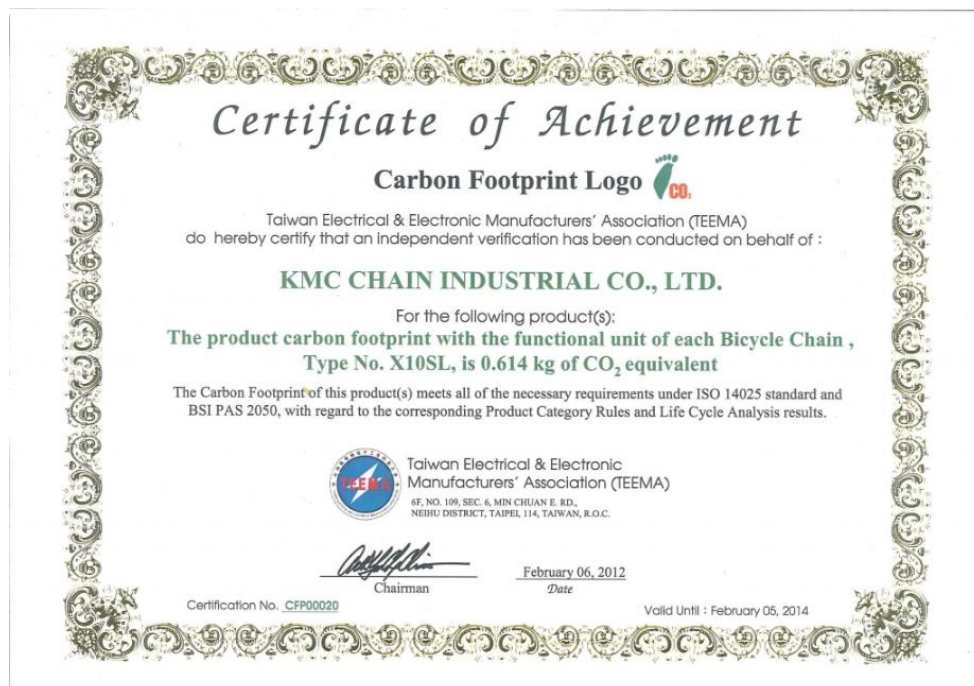 Certificate of Achievement
Carbon Footprint Logo CO₂
Taiwan Electrical & Electronic Manufacturers' Association (TEEMA)
do hereby certify that an independent verification has been conducted on behalf of :
KMC CHAIN INDUSTRIAL CO., LTD.
For the following product(s):
The product carbon footprint with the functional unit of each Bicycle Chain ,
Type No. X10SL, is 0.614 kg of CO₂ equivalent
The Carbon Footprint of this product(s) meets all of the necessary requirements under ISO 14025 standard and
BSI PAS 2050, with regard to the corresponding Product Category Rules and Life Cycle Analysis results.
TEEMA
Taiwan Electrical & Electronic
Manufacturers' Association (TEEMA)
6F, NO. 109, SEC. 6, MIN CHUAN E. RD.,
NEIHU DISTRICT, TAIPEI, 114, TAIWAN, R.O.C.
Chairman
February 06, 2012
Date
Certification No. CFP00020
Valid Until : February 05, 2014